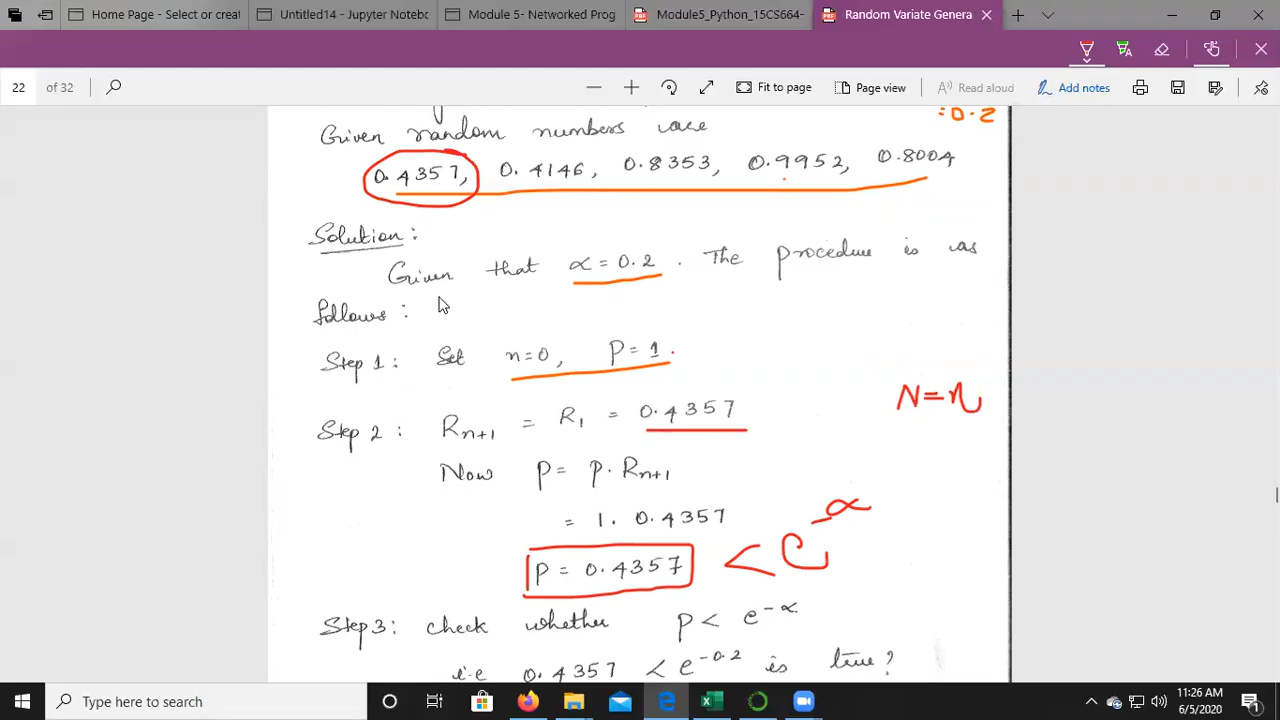 Home Page - Select or creat
Untitled14 - Jupyter Noteb
Module 5- Networked Prog
Module5_Python_15CS664-
Random Variate Genera
22 of 32
Fit to page
Page view
Read aloud
Add notes
:0.2
Given random numbers are
0.4357, 0.4146, 0.8353, 0.9952, 0.8004
Solution:
Given that α = 0.2. The procedure is as
follows:
Step 1: Set n=0, P=1.
N=n
Step 2: Rn+1 = R1 = 0.4357
Now P = P. Rn+1
= 1. 0.4357
P = 0.4357 < e-α
Step3: check whether P < e-α
i.e 0.4357 < e-0.2 is true?
Type here to search
11:26 AM
6/5/2020